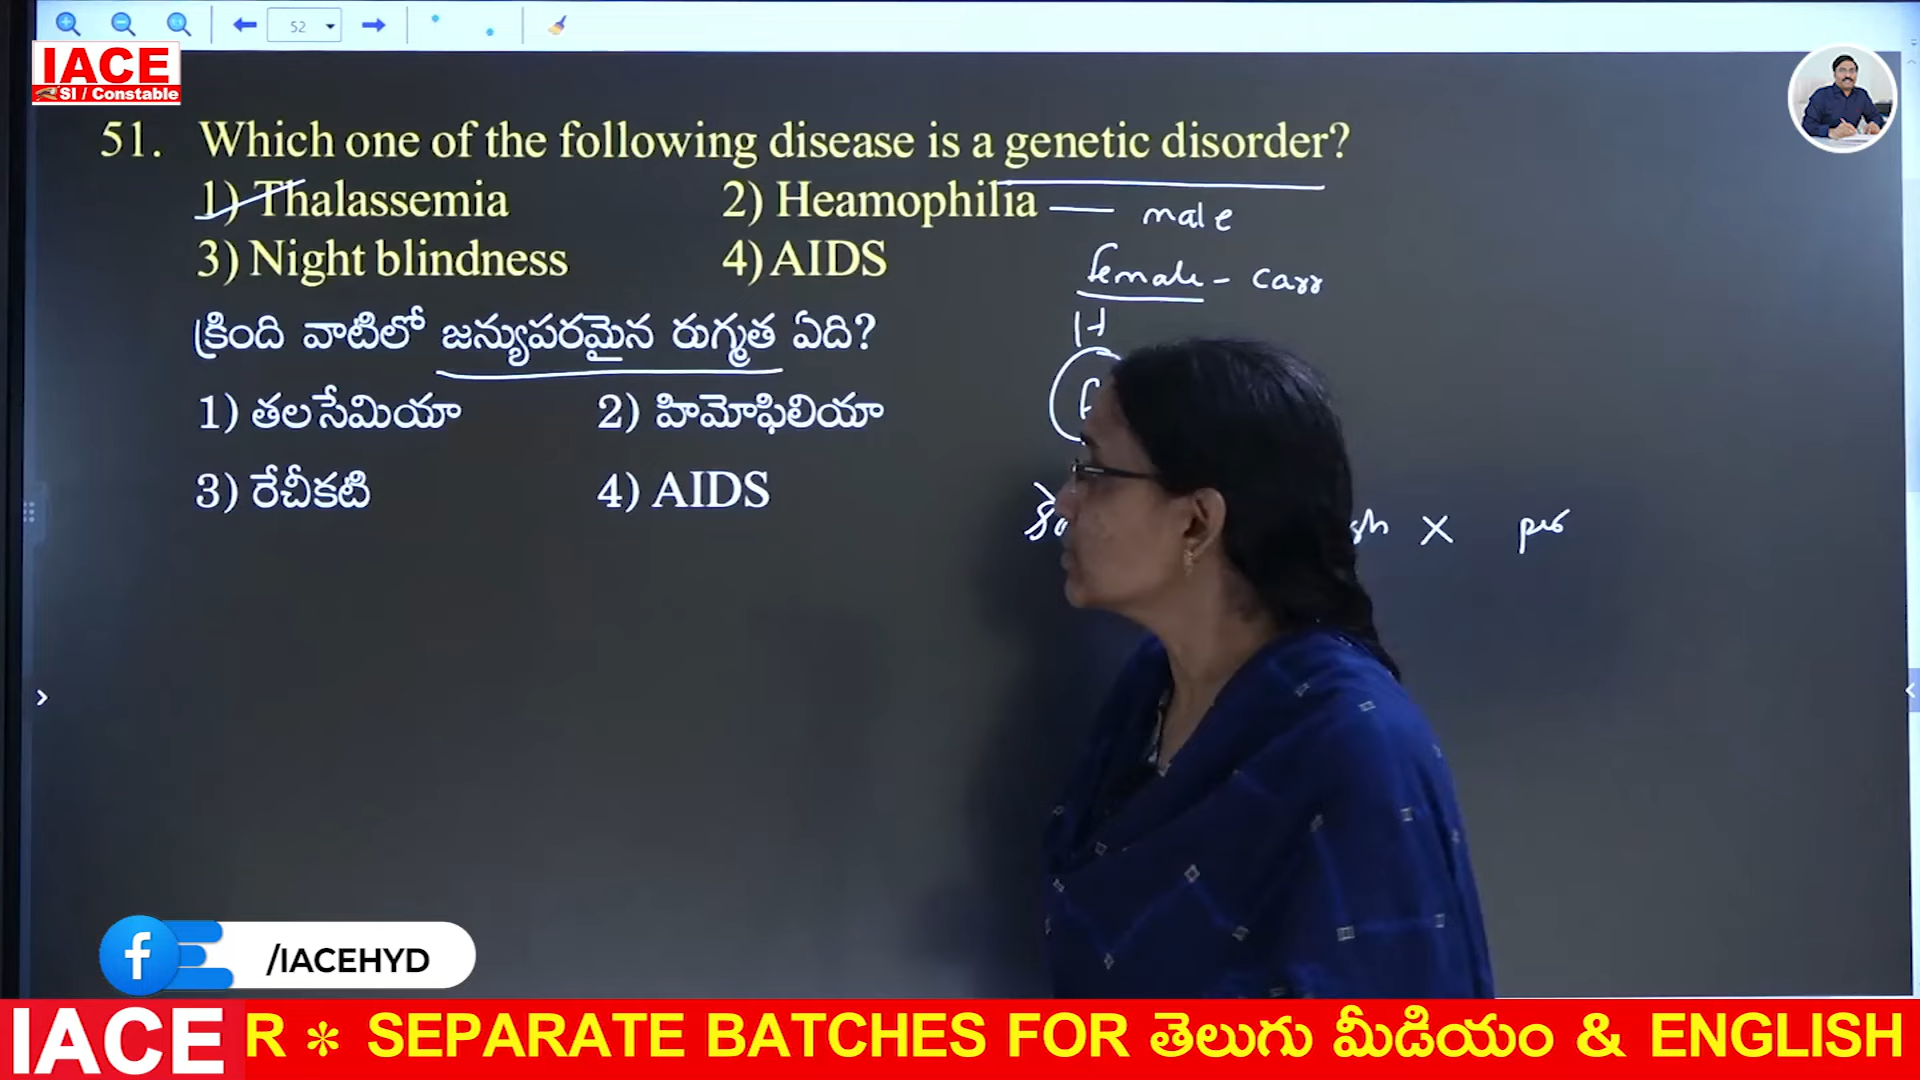 52
IACE
SI / Constable
51. Which one of the following disease is a genetic disorder?
1) Thalassemia 2) Heamophilia — male
3) Night blindness 4) AIDS
female - carr
H
క్రింది వాటిలో జన్యుపరమైన రుగ్మత ఏది?
1) తలసేమియా 2) హిమోఫిలియా
3) రేచీకటి 4) AIDS
X
/IACEHYD
IACE R * SEPARATE BATCHES FOR తెలుగు మీడియం & ENGLISH